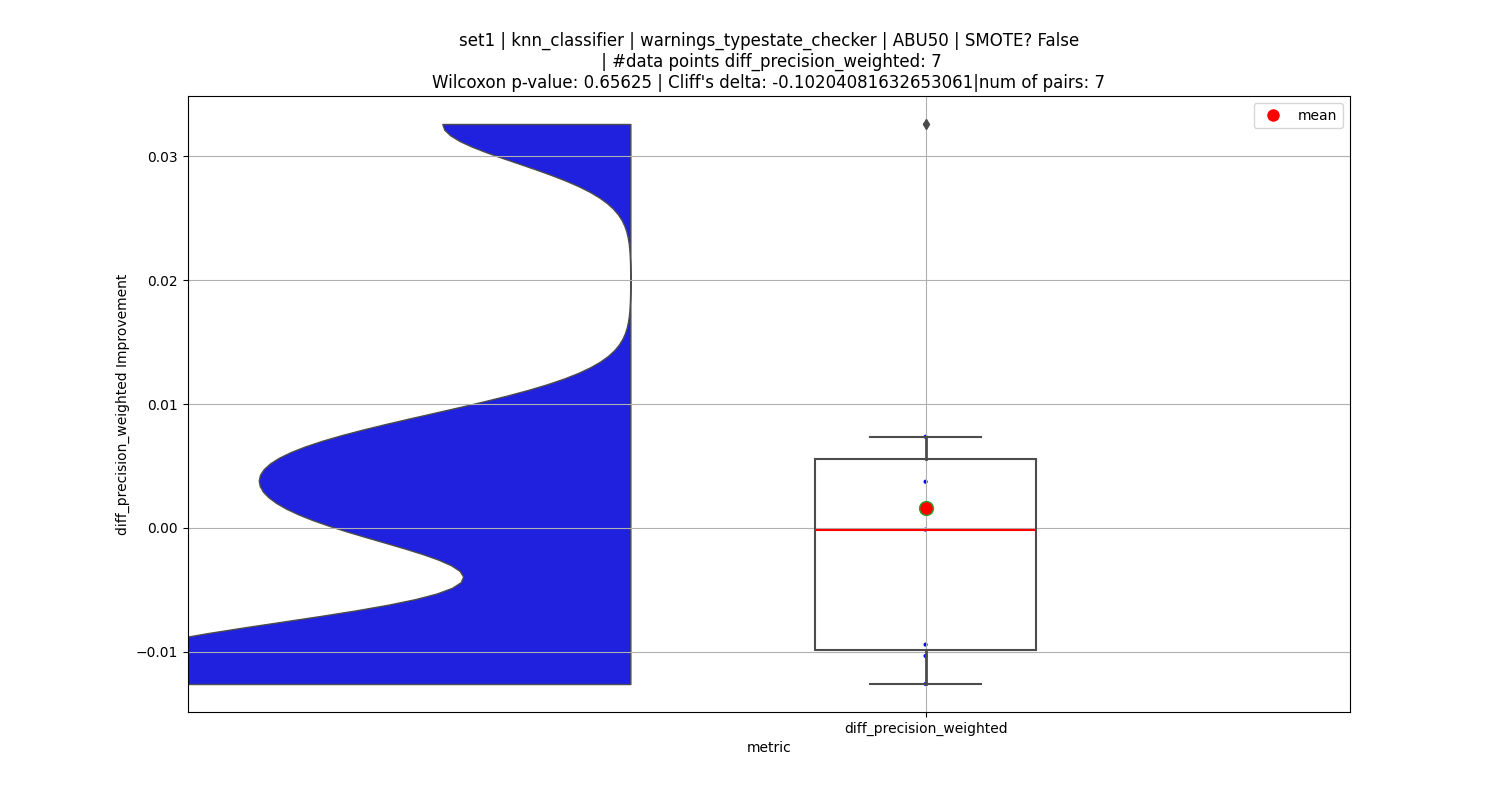 set1 | knn_classifier | warnings_typestate_checker | ABU50 | SMOTE? False
| #data points diff_precision_weighted: 7
Wilcoxon p-value: 0.65625 | Cliff's delta: -0.10204081632653061|num of pairs: 7
mean
0.03
0.02
0.01
0.00
−0.01
diff_precision_weighted Improvement
diff_precision_weighted
metric